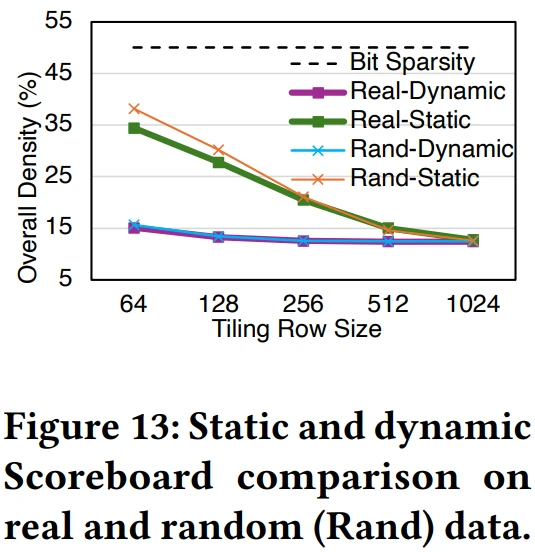 55
45
35
25
15
5
Overall Density (%)
Bit Sparsity
Real-Dynamic
Real-Static
Rand-Dynamic
Rand-Static
64 128 256 512 1024
Tiling Row Size
Figure 13: Static and dynamic
Scoreboard comparison on
real and random (Rand) data.